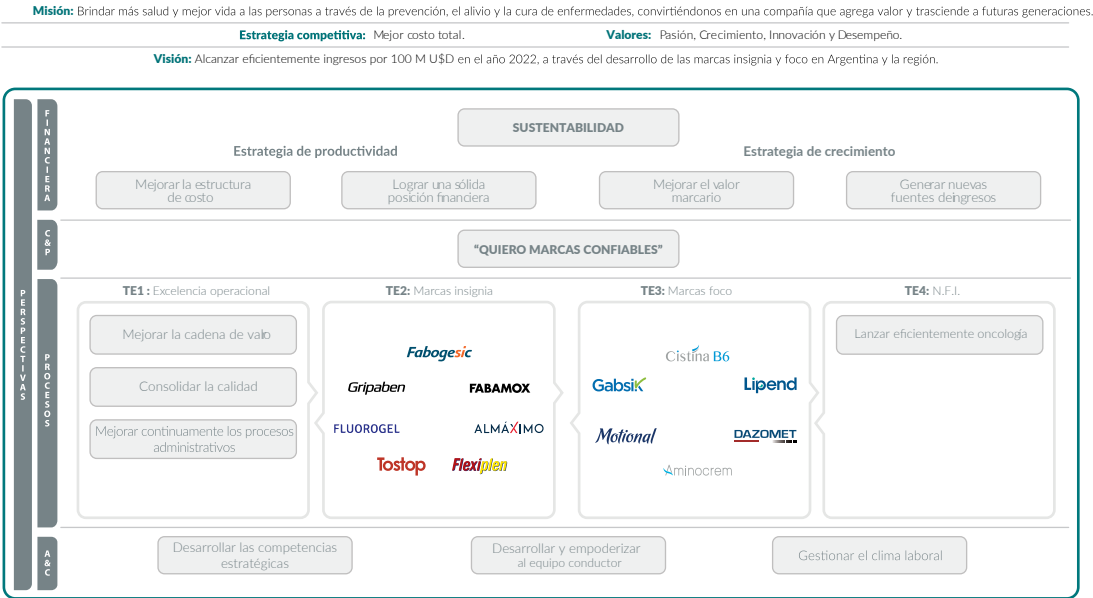 Misión: Brindar más salud y mejor vida a las personas a través de la prevención, el alivio y la cura de enfermedades, convirtiéndonos en una compañía que agrega valor y trasciende a futuras generaciones.
Estrategia competitiva: Mejor costo total. Valores: Pasión, Crecimiento, Innovación y Desempeño.
Visión: Alcanzar eficientemente ingresos por 100 M U$D en el año 2022, a través del desarrollo de las marcas insignia y foco en Argentina y la región.
PERSPECTIVAS
FINANCIERA
SUSTENTABILIDAD
Estrategia de productividad
Estrategia de crecimiento
Mejorar la estructura
de costo
Lograr una sólida
posición financiera
Mejorar el valor
marcario
Generar nuevas
fuentes deingresos
C&P
“QUIERO MARCAS CONFIABLES”
PROCESOS
TE1 : Excelencia operacional
Mejorar la cadena de valro
Consolidar la calidad
Mejorar continuamente los procesos
administrativos
TE2: Marcas insignia
Fabogesic
Gripaben
FABAMOX
FLUOROGEL
ALMÁXIMO
Tostop
Flexiplen
TE3: Marcas foco
Cistina B6
Gabsik
Lipend
Motional
DAZOMET
Aminocrem
TE4: N.F.I.
Lanzar eficientemente oncología
A&C
Desarrollar las competencias
estratégicas
Desarrollar y empoderizar
al equipo conductor
Gestionar el clima laboral